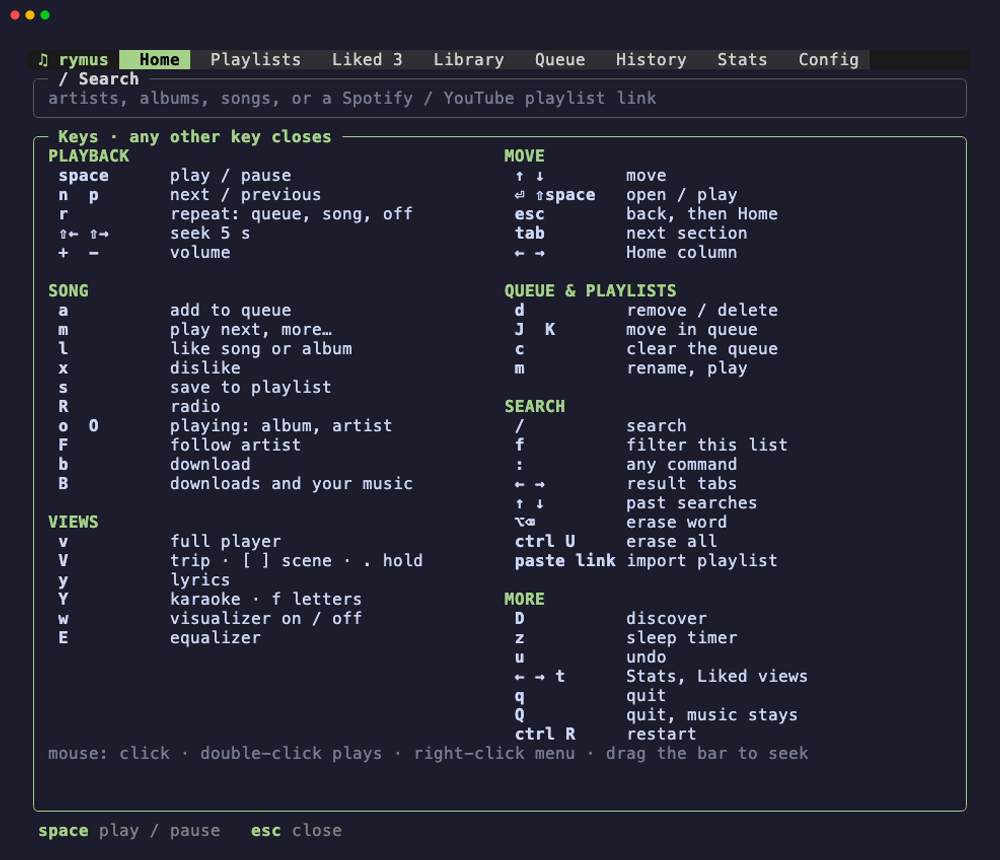 ♫ rymus Home Playlists Liked 3 Library Queue History Stats Config
/ Search
artists, albums, songs, or a Spotify / YouTube playlist link
Keys · any other key closes
PLAYBACK
space play / pause
n p next / previous
r repeat: queue, song, off
⇧← ⇧→ seek 5 s
+ − volume
SONG
a add to queue
m play next, more…
l like song or album
x dislike
s save to playlist
R radio
o O playing: album, artist
F follow artist
b download
B downloads and your music
VIEWS
v full player
V trip · [ ] scene · . hold
y lyrics
Y karaoke · f letters
w visualizer on / off
E equalizer
MOVE
↑ ↓ move
⏎ ⇧space open / play
esc back, then Home
tab next section
← → Home column
QUEUE & PLAYLISTS
d remove / delete
J K move in queue
c clear the queue
m rename, play
SEARCH
/ search
f filter this list
: any command
← → result tabs
↑ ↓ past searches
⌥⌫ erase word
ctrl U erase all
paste link import playlist
MORE
D discover
z sleep timer
u undo
← → t Stats, Liked views
q quit
Q quit, music stays
ctrl R restart
mouse: click · double-click plays · right-click menu · drag the bar to seek
space play / pause esc close